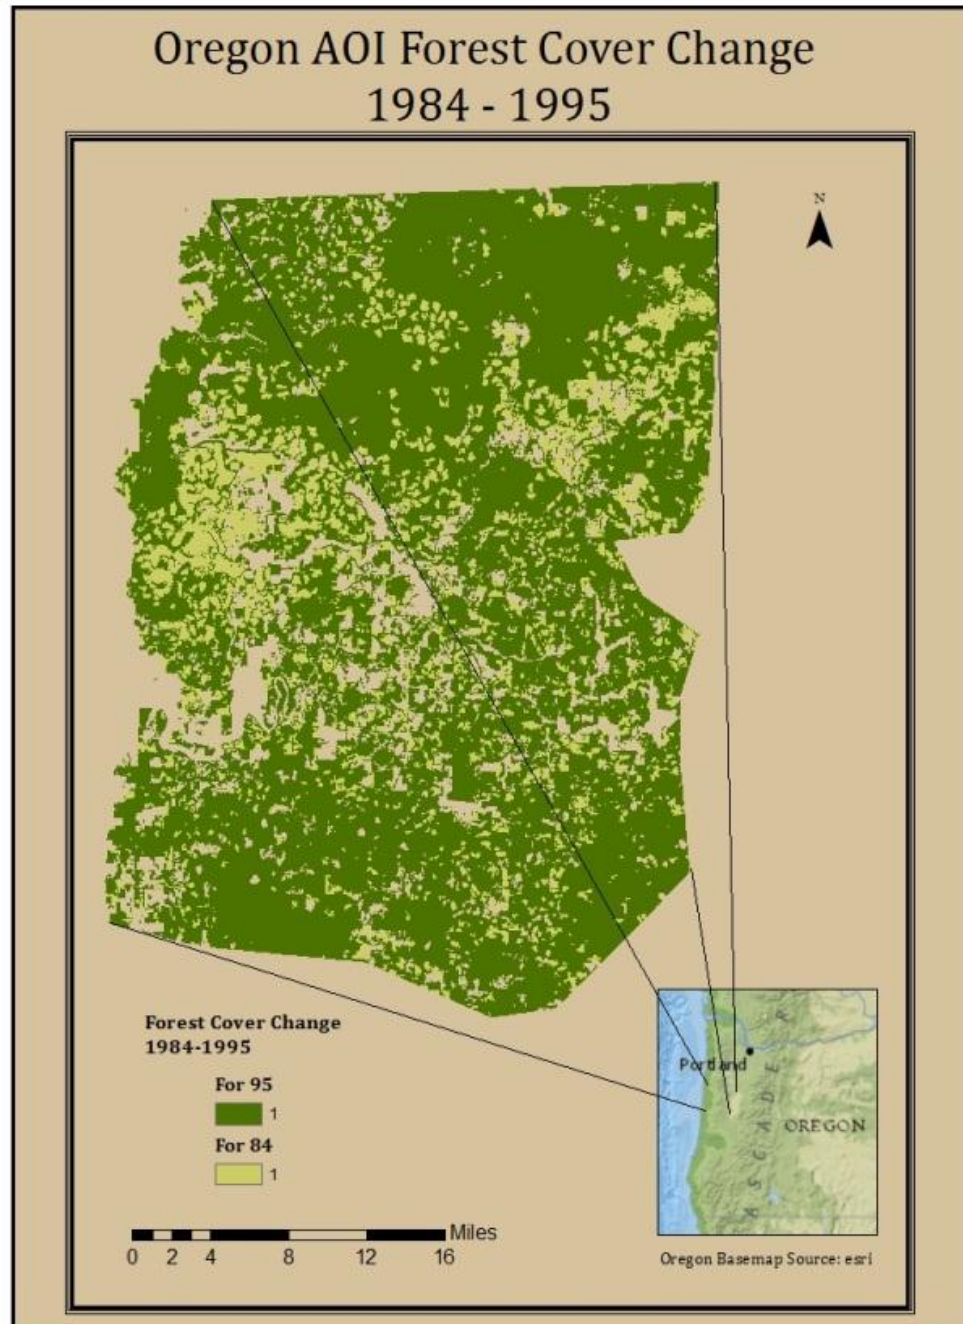 Oregon AOI Forest Cover Change
1984 - 1995
N
Forest Cover Change
1984-1995
For 95
1
For 84
1
Miles
0 2 4 8 12 16
Portland
CASCADE R
OREGON
Oregon Basemap Source: esri